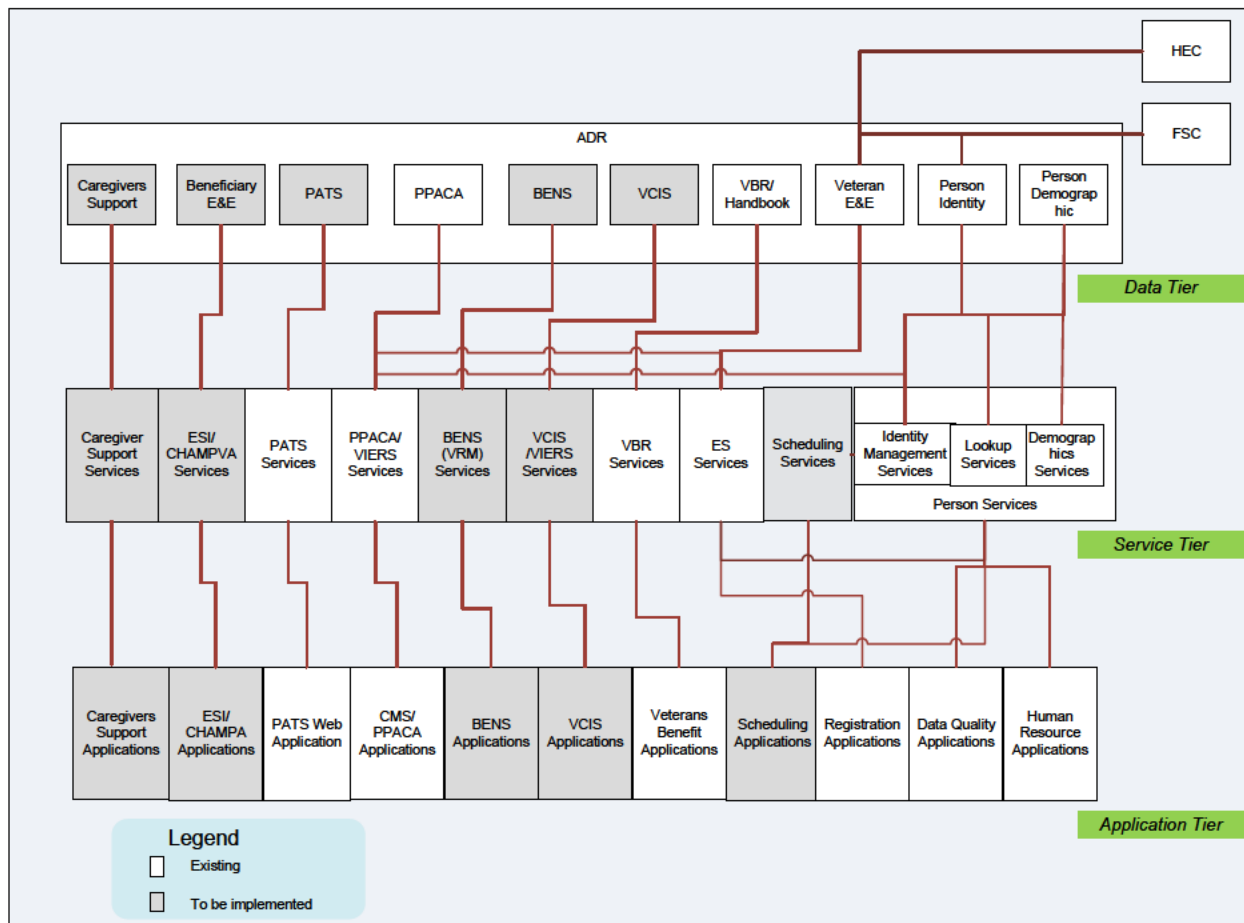 HEC
FSC
ADR
Caregivers
Support
Beneficiary
E&E
PATS
PPACA
BENS
VCIS
VBR/
Handbook
Veteran
E&E
Person
Identity
Person
Demograp
hic
Data Tier
Caregiver
Support
Services
ESI/
CHAMPVA
Services
PATS
Services
PPACA/
VIERS
Services
BENS
(VRM)
Services
VCIS
/VIERS
Services
VBR
Services
ES
Services
Scheduling
Services
Identity
Management
Services
Lookup
Services
Demograp
hics
Services
Person Services
Service Tier
Caregivers
Support
Applications
ESI/
CHAMPA
Applications
PATS Web
Application
CMS/
PPACA
Applications
BENS
Applications
VCIS
Applications
Veterans
Benefit
Applications
Scheduling
Applications
Registration
Applications
Data Quality
Applications
Human
Resource
Applications
Application Tier
Legend
Existing
To be implemented